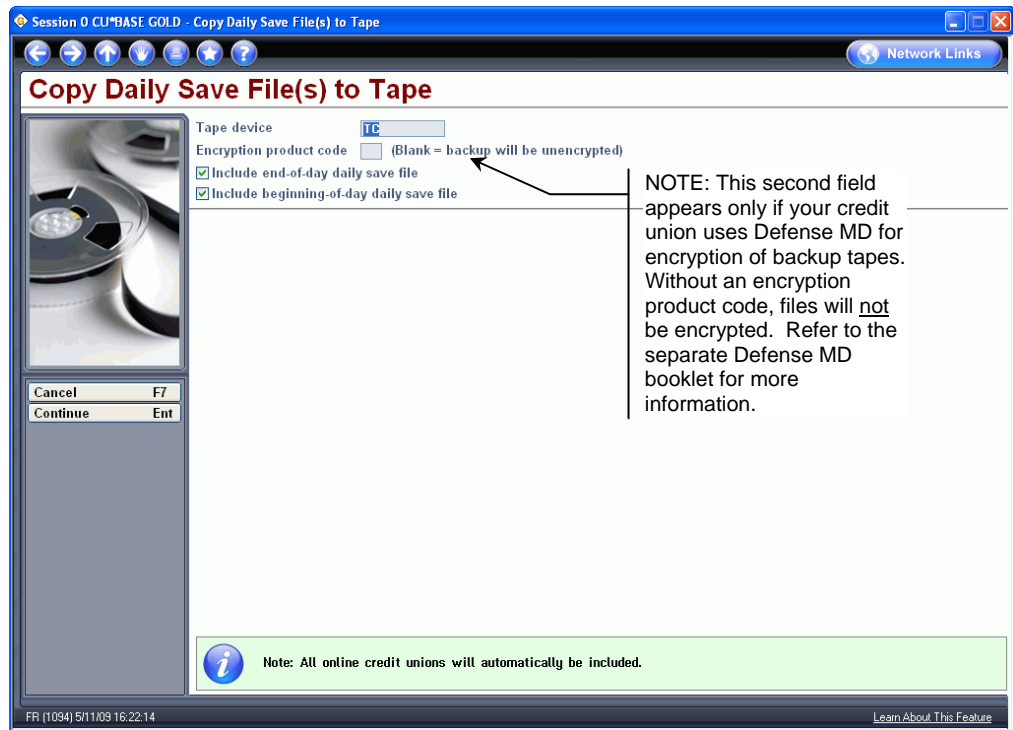 Session 0 CU*BASE GOLD - Copy Daily Save File(s) to Tape
Network Links
Copy Daily Save File(s) to Tape
Tape device TC
Encryption product code (Blank = backup will be unencrypted)
Include end-of-day daily save file
Include beginning-of-day daily save file
NOTE: This second field
appears only if your credit
union uses Defense MD for
encryption of backup tapes.
Without an encryption
product code, files will not
be encrypted. Refer to the
separate Defense MD
booklet for more
information.
Cancel F7
Continue Ent
Note: All online credit unions will automatically be included.
FR (1094) 5/11/09 16:22:14
Learn About This Feature